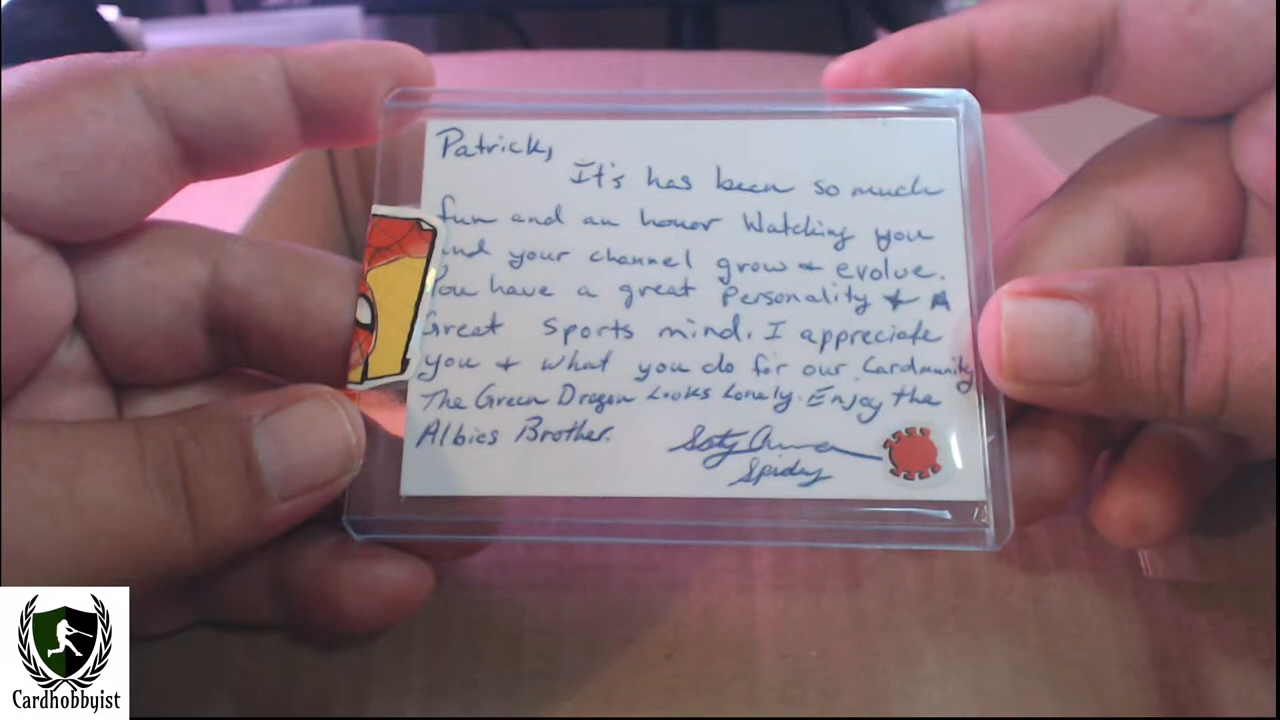 Patrick,
It's has been so much
fun and an honor Watching you
and your channel grow + evolve.
You have a great Personality + A
Great Sports mind. I appreciate
you + what you do for our Cardmunity
The Green Dragon Looks Lonely. Enjoy the
Albies Brother.
Spidey
Cardhobbyist